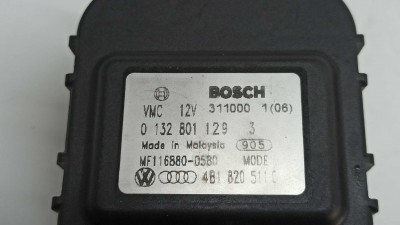 BOSCH
VMC 12V 311000 1(06)
0 132 801 129 3
Made in Malaysia 905
MF116880-0580 MODE
4B1 820 511